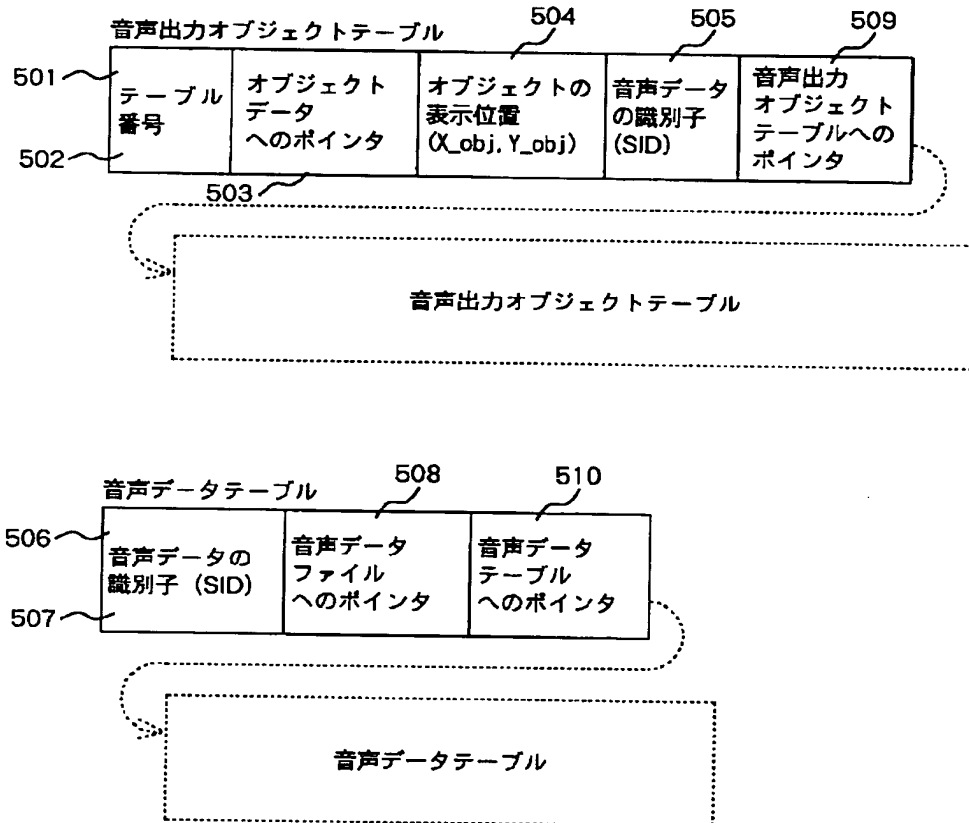 504
505
509
音声出力オブジェクトテーブル
501
テーブル
番号
502
オブジェクト
データ
へのポインタ
503
オブジェクトの
表示位置
(X_obj, Y_obj)
音声データ
の識別子
(SID)
音声出力
オブジェクト
テーブルへの
ポインタ
音声出力オブジェクトテーブル
508
510
音声データテーブル
506
音声データの
識別子 (SID)
507
音声データ
ファイル
へのポインタ
音声データ
テーブル
へのポインタ
音声データテーブル